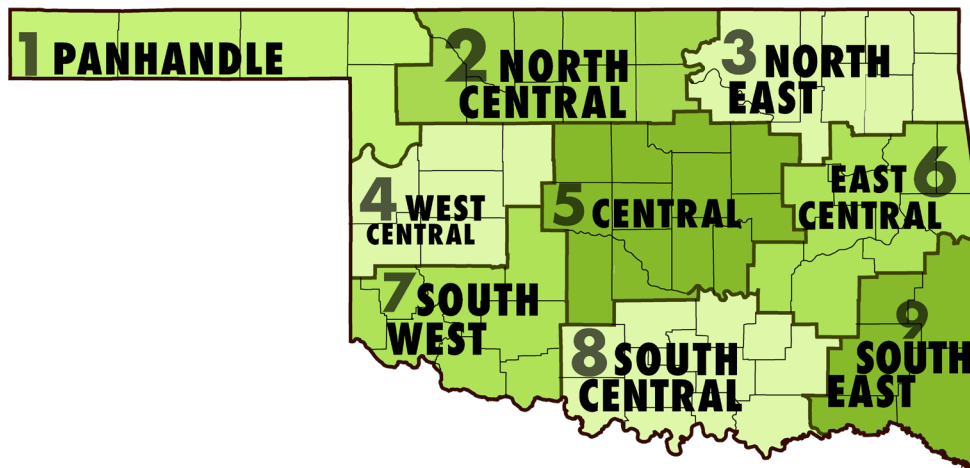 1 PANHANDLE
2 NORTH
CENTRAL
3 NORTH
EAST
4 WEST
CENTRAL
5 CENTRAL
EAST 6
CENTRAL
7 SOUTH
WEST
8 SOUTH
CENTRAL
9
SOUTH
EAST